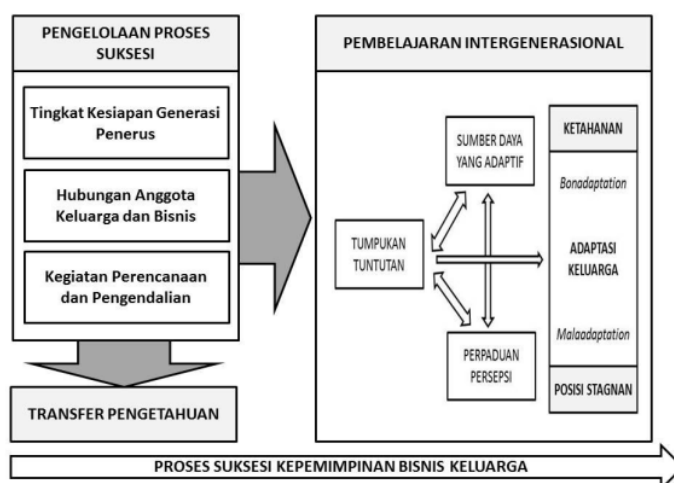 PENGELOLAAN PROSES
SUKSESI
Tingkat Kesiapan Generasi
Penerus
Hubungan Anggota
Keluarga dan Bisnis
Kegiatan Perencanaan
dan Pengendalian
TRANSFER PENGETAHUAN
PEMBELAJARAN INTERGENERASIONAL
SUMBER DAYA
YANG ADAPTIF
TUMPUKAN
TUNTUTAN
PERPADUAN
PERSEPSI
KETAHANAN
Bonadaptation
ADAPTASI
KELUARGA
Malaadaptation
POSISI STAGNAN
PROSES SUKSESI KEPEMIMPINAN BISNIS KELUARGA